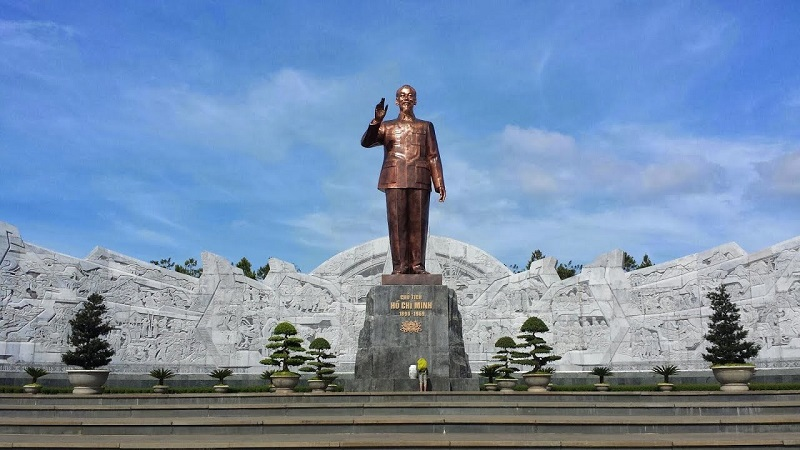 CHỦ TỊCH
HỒ CHÍ MINH
1890 - 1969